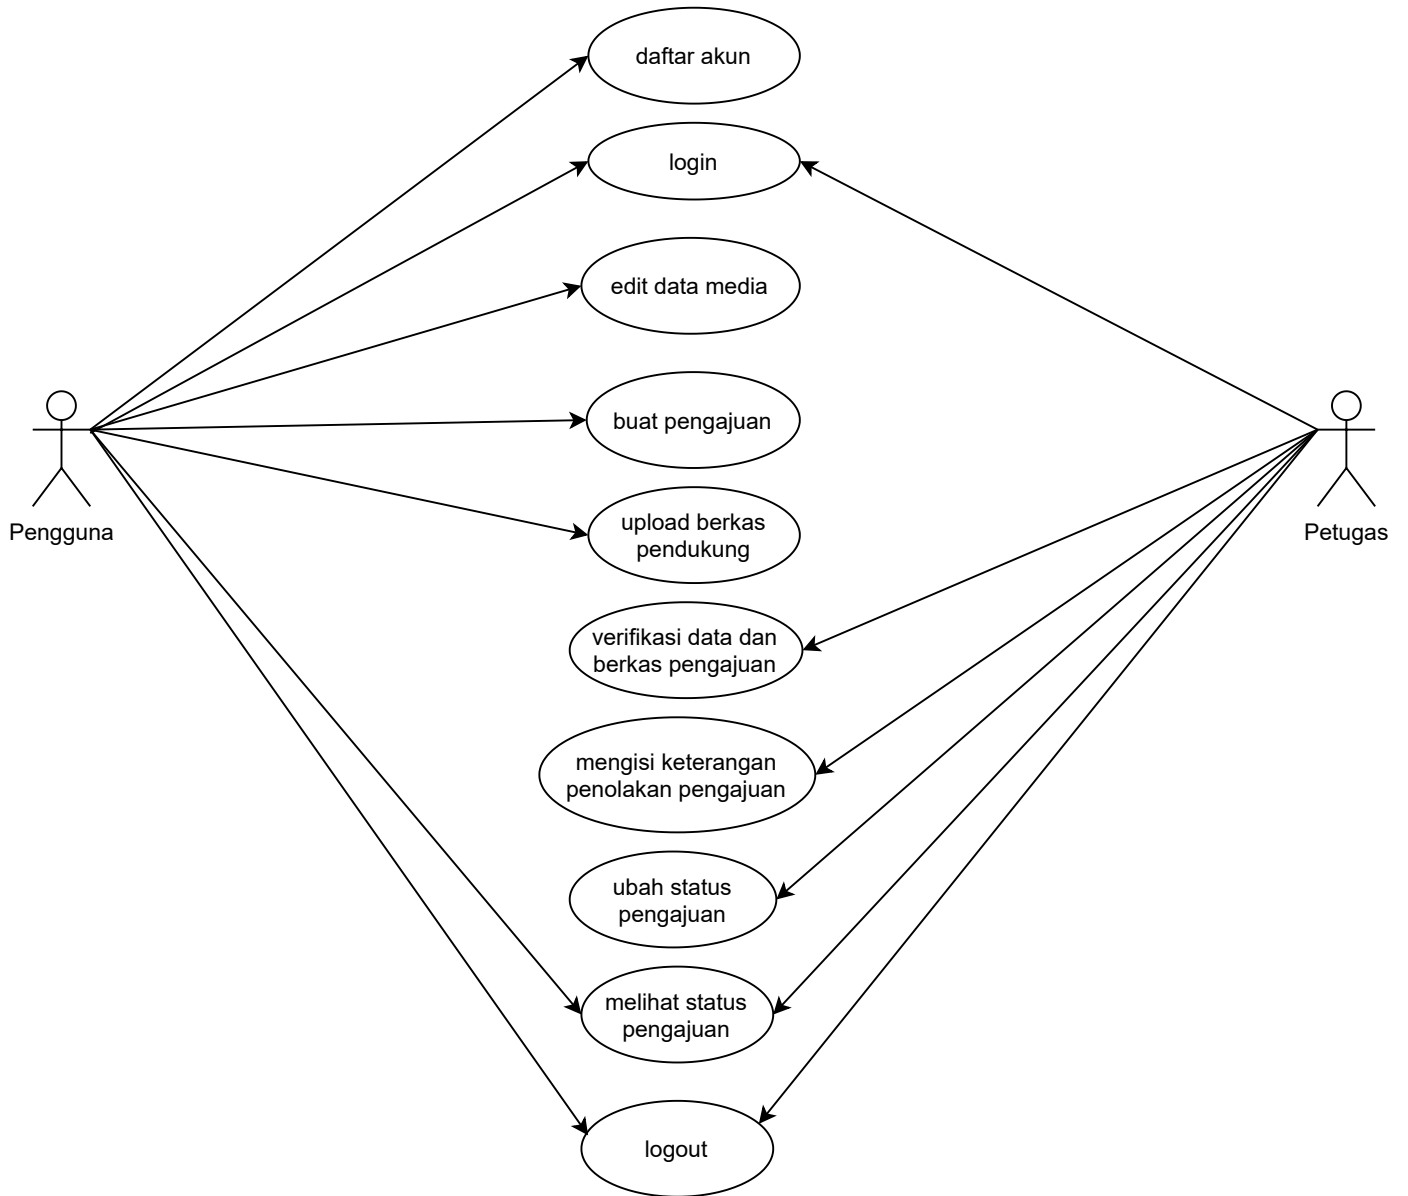 daftar akun
login
edit data media
buat pengajuan
Pengguna
Petugas
upload berkas
pendukung
verifikasi data dan
berkas pengajuan
mengisi keterangan
penolakan pengajuan
ubah status
pengajuan
melihat status
pengajuan
logout